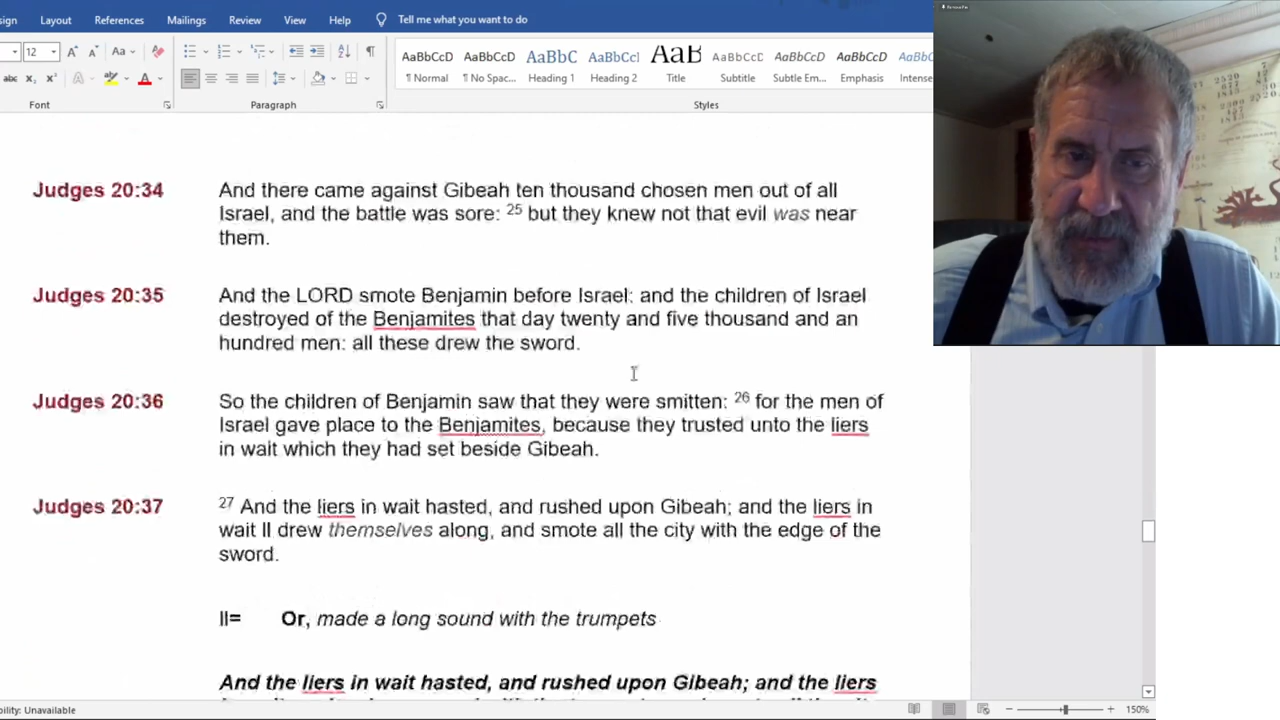 sign Layout References Mailings Review View Help Tell me what you want to do
12 Aa
AaBbCcD AaBbCcD AaBbC AaBbCcI AaB AaBbCcD AaBbCcD AaBbCcD AaBbCc
¶ Normal ¶ No Spac... Heading 1 Heading 2 Title Subtitle Subtle Em... Emphasis Intense
Font Paragraph Styles
Judges 20:34 And there came against Gibeah ten thousand chosen men out of all
Israel, and the battle was sore: 25 but they knew not that evil was near
them.
Judges 20:35 And the LORD smote Benjamin before Israel; and the children of Israel
destroyed of the Benjamites that day twenty and five thousand and an
hundred men: all these drew the sword.
Judges 20:36 So the children of Benjamin saw that they were smitten: 26 for the men of
Israel gave place to the Benjamites, because they trusted unto the liers
in wait which they had set beside Gibeah.
Judges 20:37 27 And the liers in wait hasted, and rushed upon Gibeah; and the liers in
wait II drew themselves along, and smote all the city with the edge of the
sword.
II= Or, made a long sound with the trumpets
And the liers in wait hasted, and rushed upon Gibeah; and the liers
bility: Unavailable 150%
2520
1843